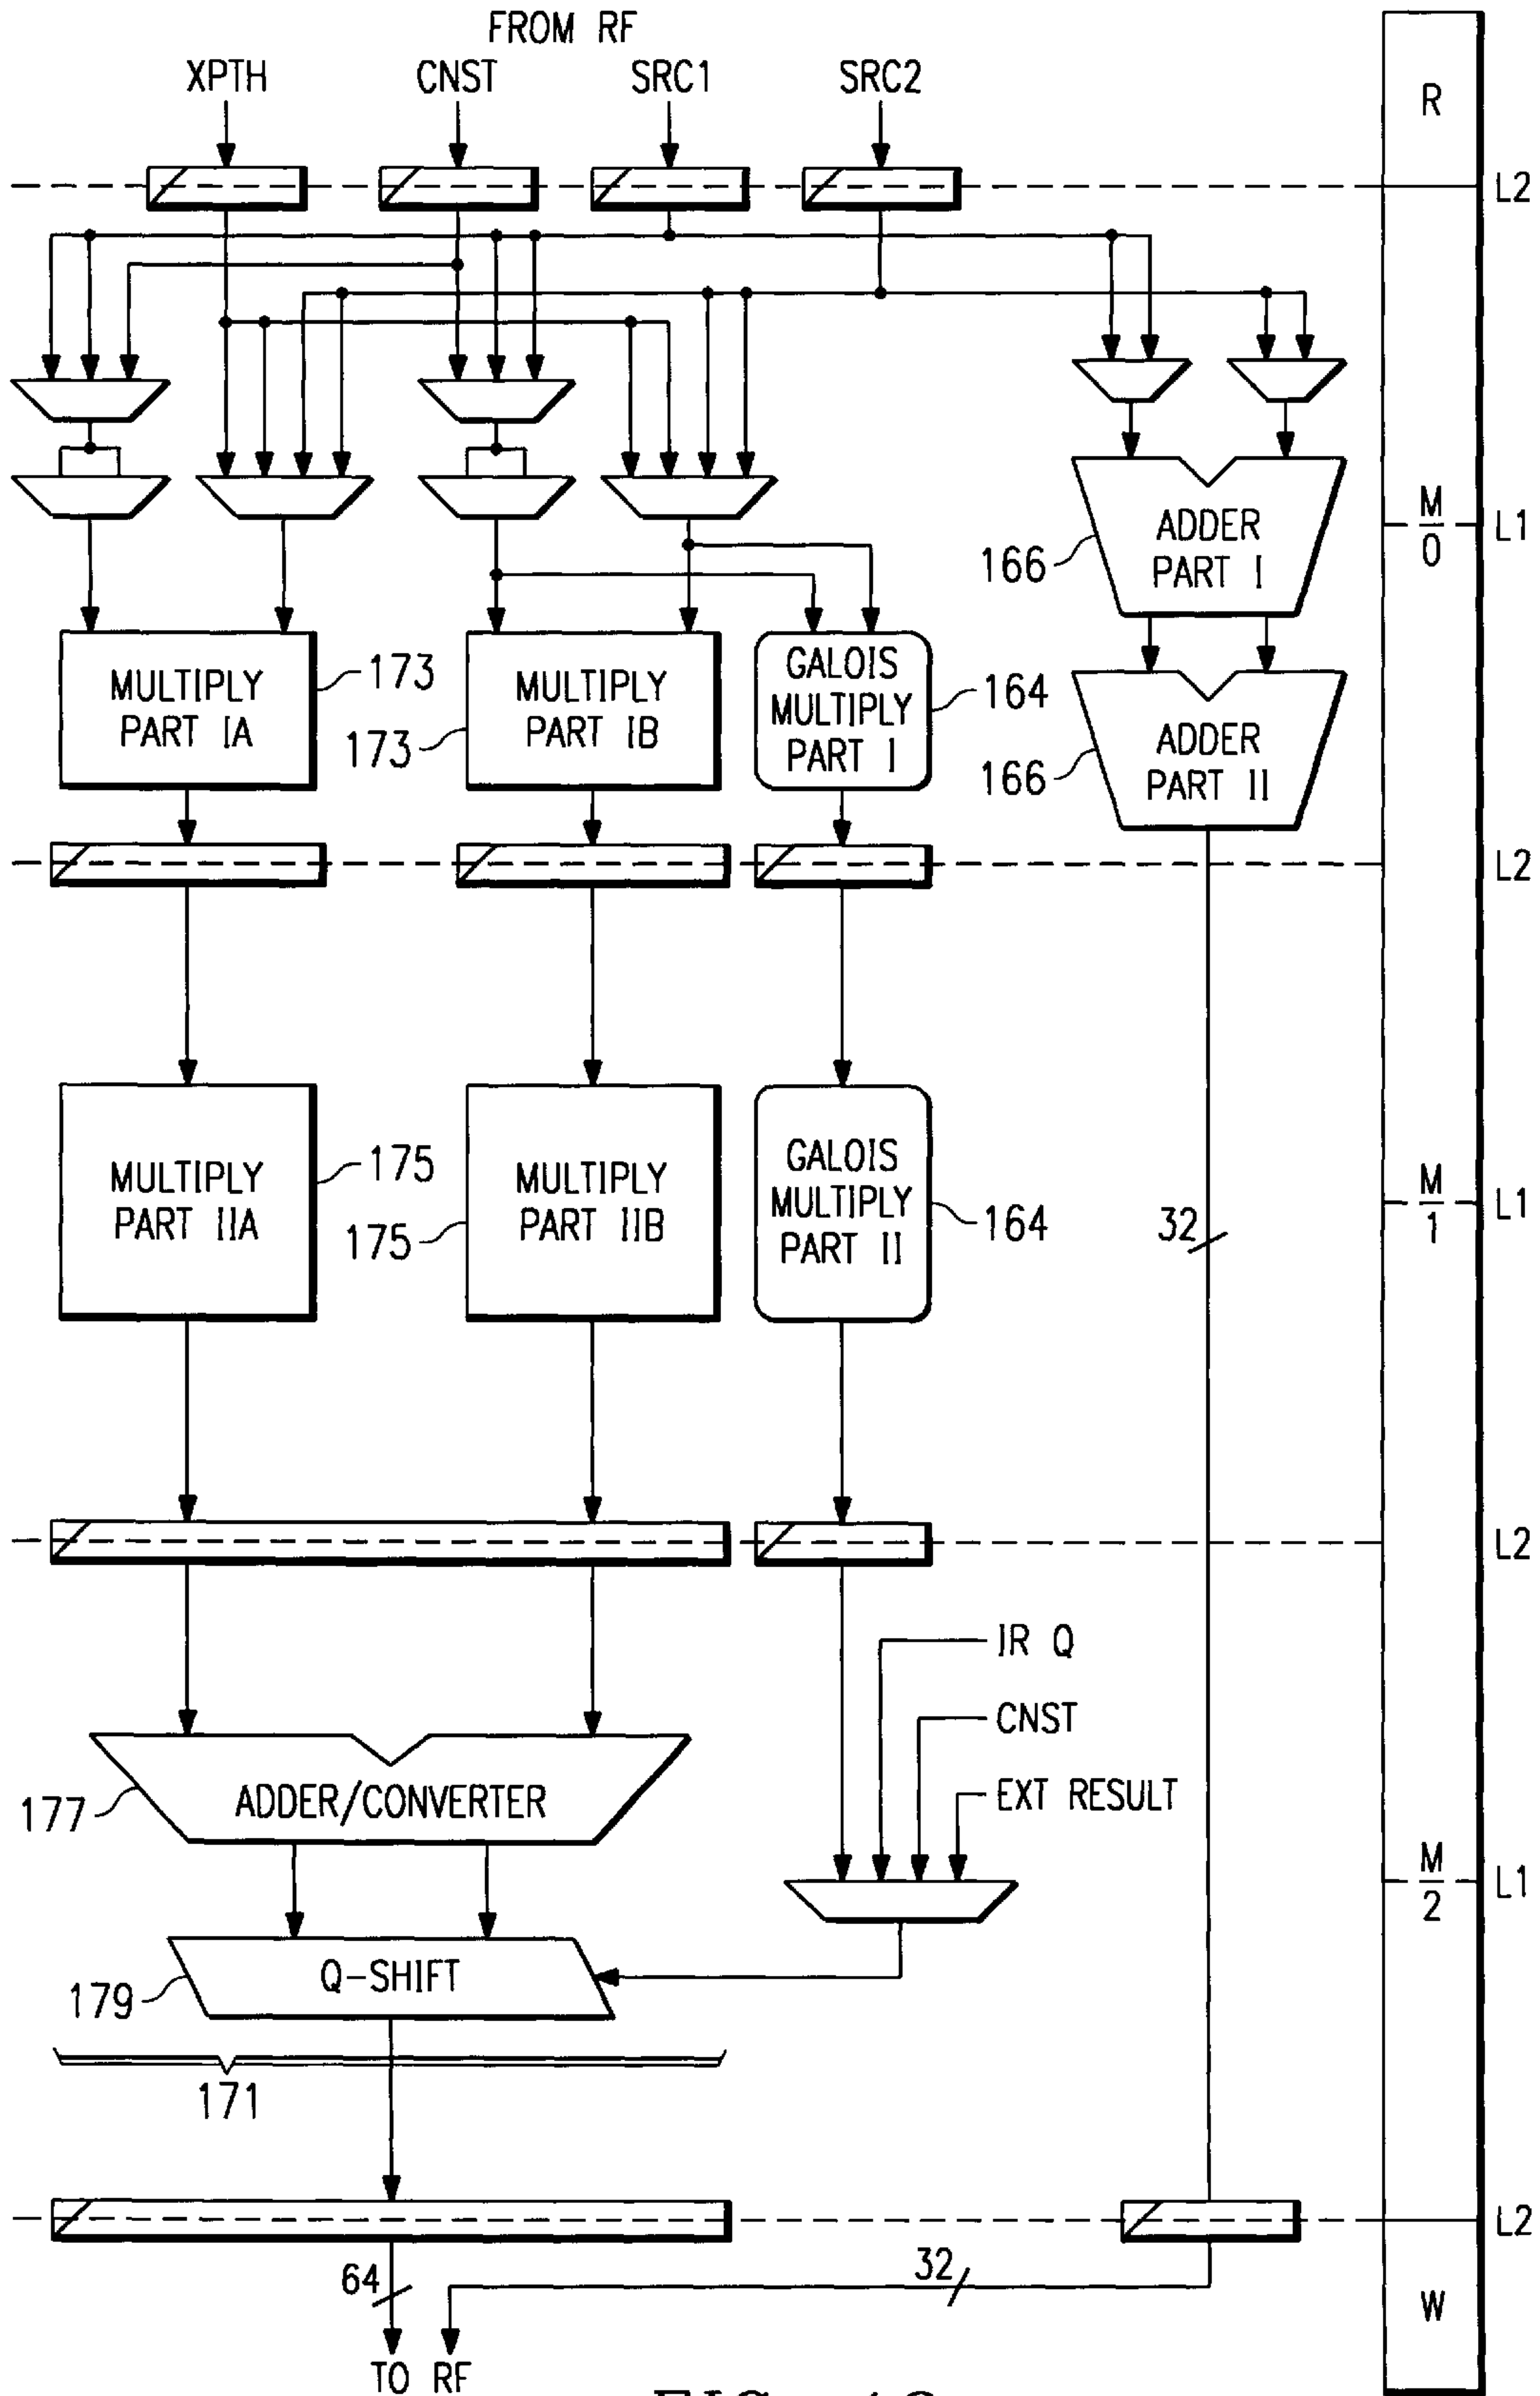 FROM RF
XPTH
CNST
SRC1
SRC2
R
L2
M
0
L1
ADDER
PART I
166
MULTIPLY
PART IA
173
MULTIPLY
PART IB
173
GALOIS
MULTIPLY
PART I
164
ADDER
PART II
166
L2
MULTIPLY
PART IIA
175
MULTIPLY
PART IIB
175
GALOIS
MULTIPLY
PART II
164
32
M
1
L1
L2
IR Q
CNST
EXT RESULT
ADDER/CONVERTER
177
M
2
L1
Q-SHIFT
179
171
L2
64
32
W
TO RF